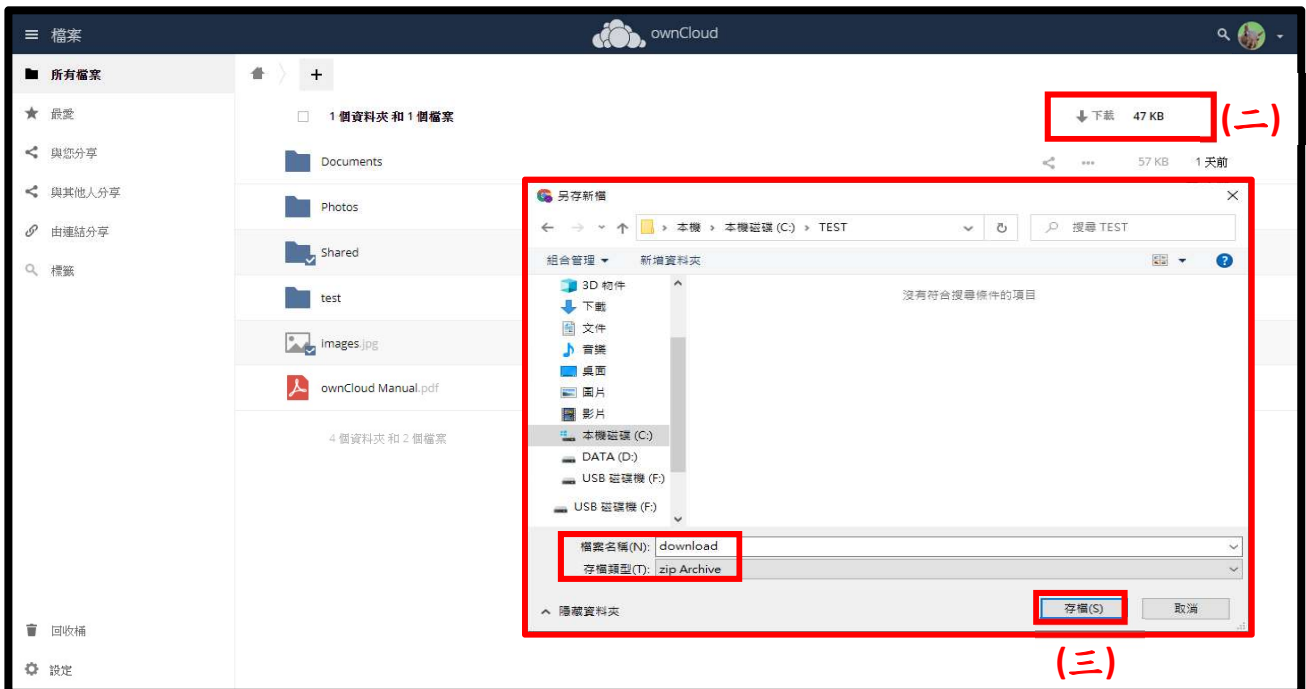 檔案
ownCloud
所有檔案
最愛
與您分享
與其他人分享
由連結分享
標籤
回收桶
設定
+
1 個資料夾 和 1 個檔案
下載 47 KB
(二)
Documents
57 KB 1 天前
Photos
Shared
test
images.jpg
ownCloud Manual.pdf
4 個資料夾 和 2 個檔案
另存新檔
本機 › 本機磁碟 (C:) › TEST
搜尋 TEST
組合管理 新增資料夾
3D 物件
下載
文件
音樂
桌面
圖片
影片
本機磁碟 (C:)
DATA (D:)
USB 磁碟機 (F:)
USB 磁碟機 (F:)
沒有符合搜尋條件的項目
檔案名稱(N): download
存檔類型(T): zip Archive
隱藏資料夾
存檔(S) 取消
(三)